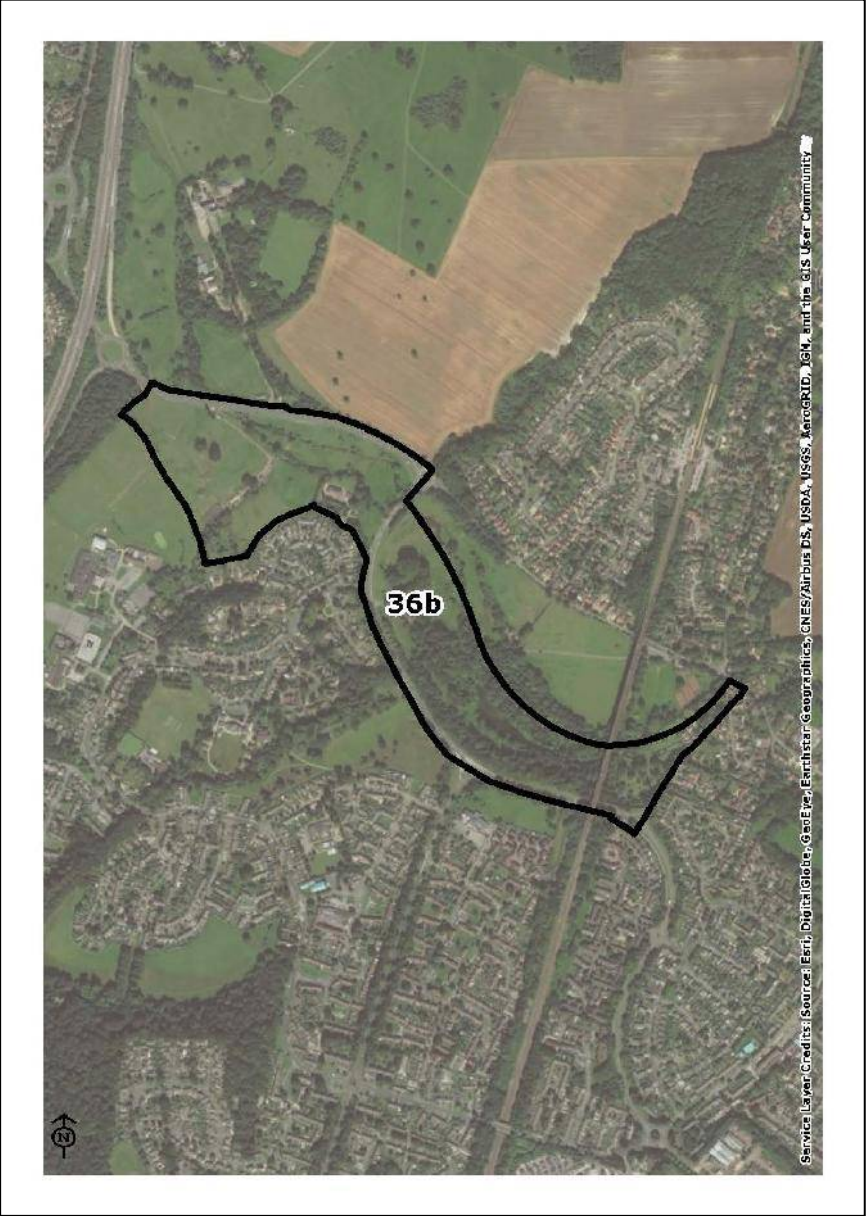 36b
Service Layer Credits: Source: Esri, DigitalGlobe, GeoEye, Earthstar Geographics, CNES/Airbus DS, USDA, USGS, AeroGRID, IGN, and the GIS User Community
N